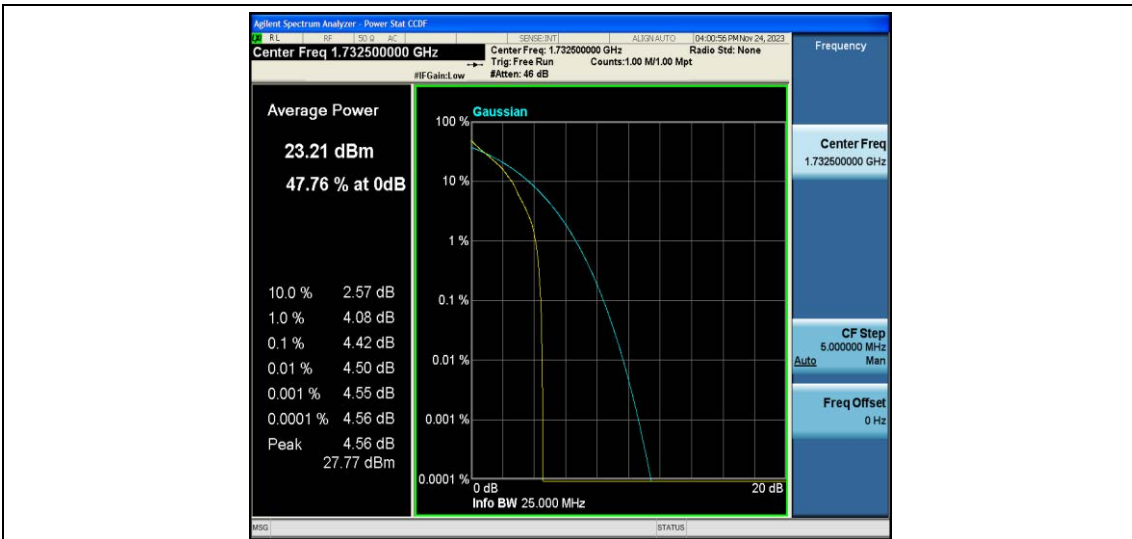 Agilent Spectrum Analyzer - Power Stat CCDF
RL RF 50 Ω AC SENSE:INT ALIGN AUTO 04:00:56 PM Nov 24, 2023
Center Freq 1.732500000 GHz
Center Freq: 1.732500000 GHz Radio Std: None
Trig: Free Run Counts:1.00 M/1.00 Mpt
#IFGain:Low #Atten: 46 dB
Frequency
Average Power
23.21 dBm
47.76 % at 0dB
10.0 % 2.57 dB
1.0 % 4.08 dB
0.1 % 4.42 dB
0.01 % 4.50 dB
0.001 % 4.55 dB
0.0001 % 4.56 dB
Peak 4.56 dB
27.77 dBm
Gaussian
100 %
10 %
1 %
0.1 %
0.01 %
0.001 %
0.0001 %
0 dB 20 dB
Info BW 25.000 MHz
Center Freq
1.732500000 GHz
CF Step
5.000000 MHz
Auto Man
Freq Offset
0 Hz
MSG STATUS